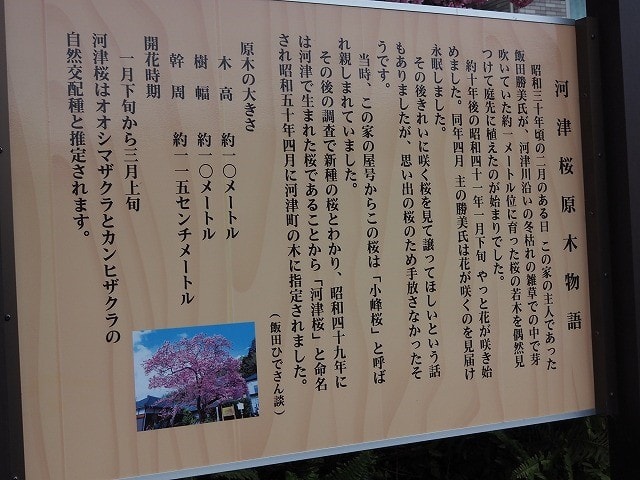 河津桜原木物語
昭和三十年頃の二月のある日 この家の主人であった
飯田勝美氏が、河津川沿いの冬枯れの雑草での中で芽
吹いていた約一メートル位に育った桜の若木を偶然見
つけて庭先に植えたのが始まりでした。
約十年後の昭和四十一年一月下旬 やっと花が咲き始
めました。同年四月 主の勝美氏は花が咲くのを見届け
永眠しました。
その後きれいに咲く桜を見て譲ってほしいという話
もありましたが、思い出の桜のため手放さなかったそ
うです。
当時、この家の屋号からこの桜は「小峰桜」と呼ば
れ親しまれていました。
その後の調査で新種の桜とわかり、昭和四十九年に
は河津で生まれた桜であることから「河津桜」と命名
され昭和五十年四月に河津町の木に指定されました。
(飯田ひでさん談)
原木の大きさ
木高 約一〇メートル
樹幅 約一〇メートル
幹周 約一一五センチメートル
開花時期
一月下旬から三月上旬
河津桜はオオシマザクラとカンヒザクラの
自然交配種と推定されます。